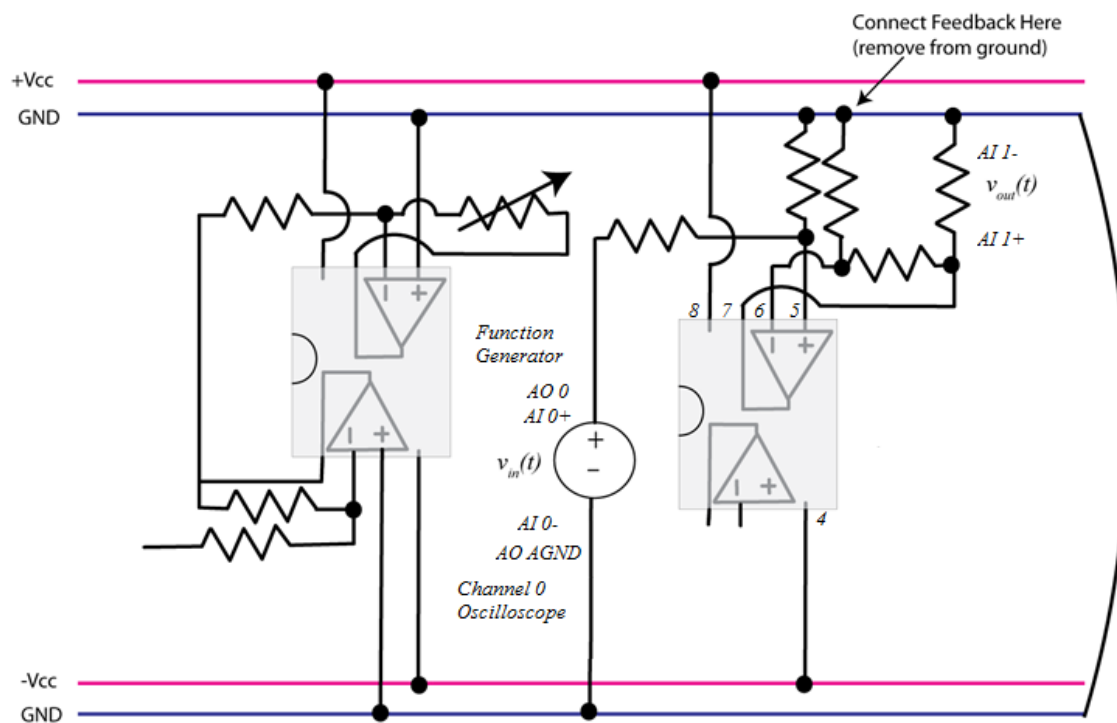 Connect Feedback Here
(remove from ground)
+Vcc
GND
AI 1-
v_out(t)
AI 1+
8 7 6 5
Function
Generator
AO 0
AI 0+
+
-
v_in(t)
AI 0-
AO AGND
4
Channel 0
Oscilloscope
-Vcc
GND